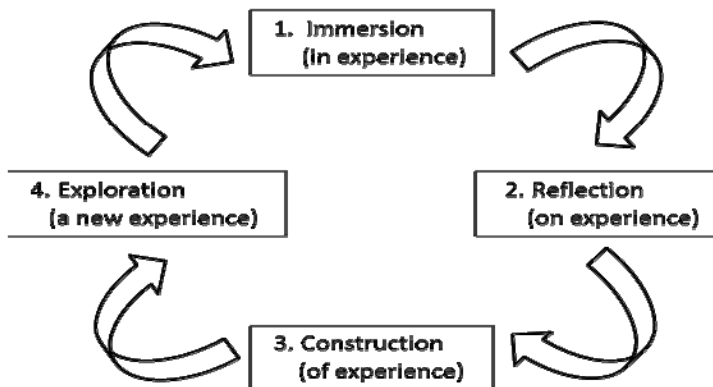 1. Immersion
(in experience)
2. Reflection
(on experience)
3. Construction
(of experience)
4. Exploration
(a new experience)